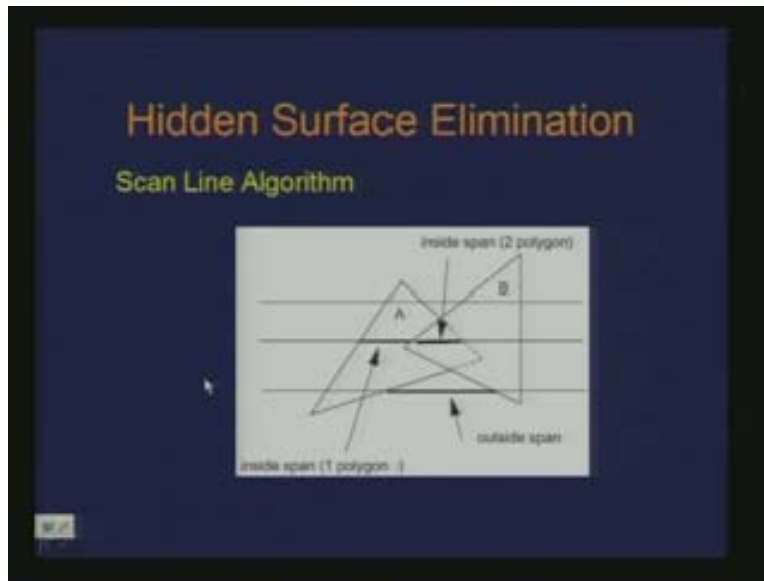 Hidden Surface Elimination
Scan Line Algorithm
inside span (2 polygon)
B
A
outside span
inside span (1 polygon )